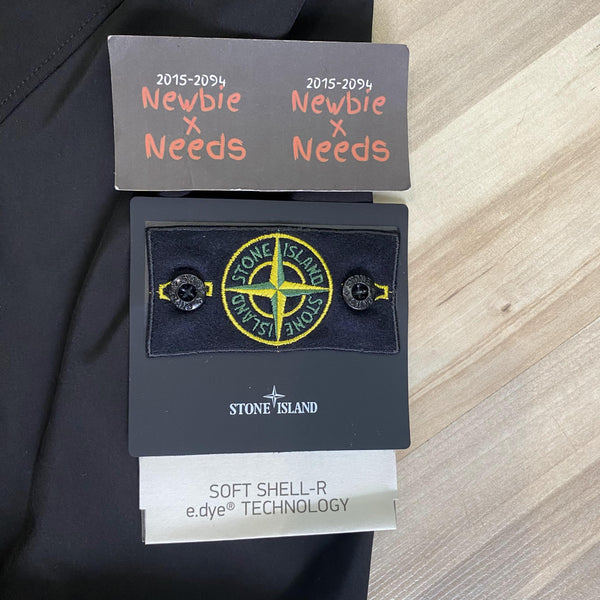 2015-2094
Newbie
x
Needs
2015-2094
Newbie
x
Needs
STONE ISLAND
STONE ISLAND
STONE ISLAND
SOFT SHELL-R
e.dye® TECHNOLOGY